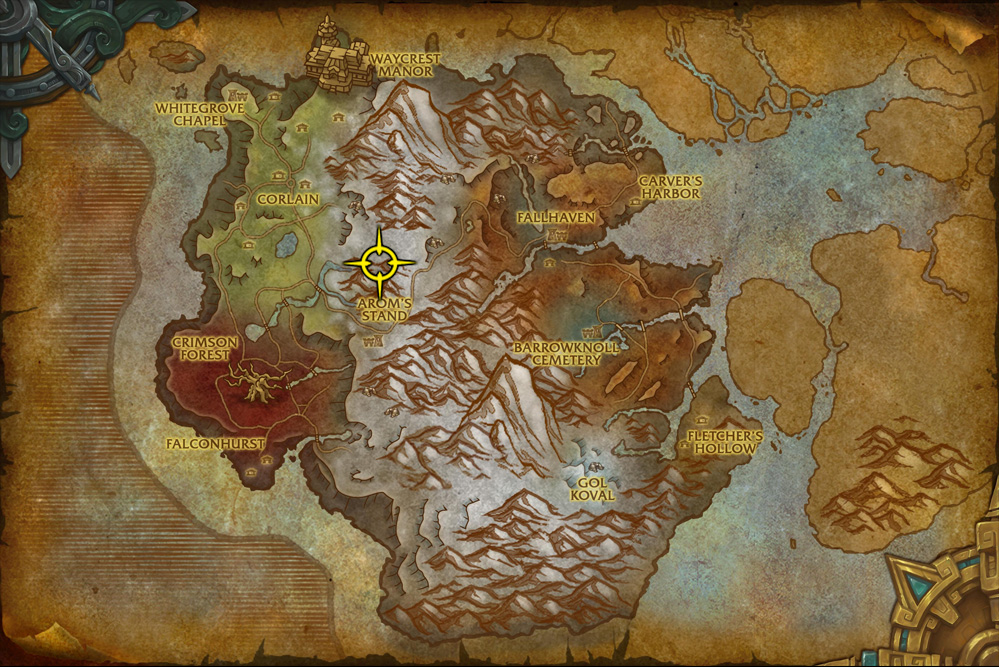 WAYCREST
MANOR
WHITEGROVE
CHAPEL
CARVER'S
HARBOR
CORLAIN
FALLHAVEN
AROM'S
STAND
CRIMSON
FOREST
BARROWKNOLL
CEMETERY
FALCONHURST
FLETCHER'S
HOLLOW
GOL
KOVAL